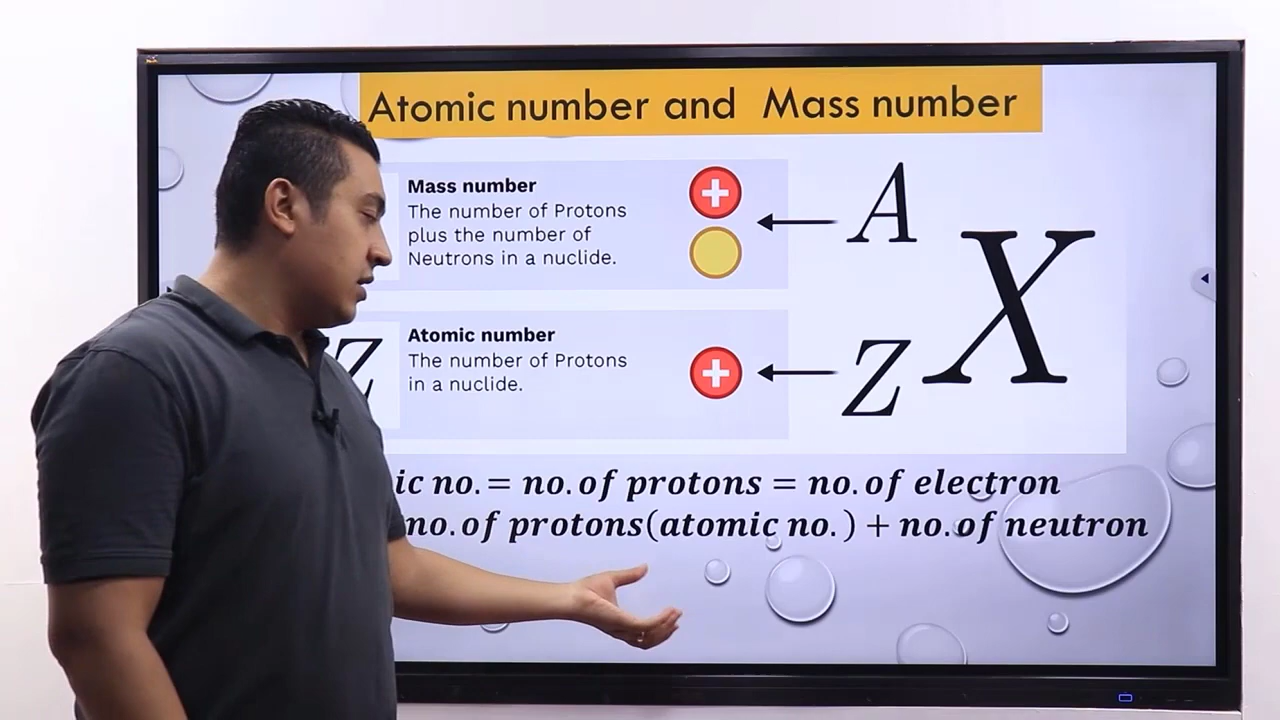 Atomic number and Mass number
Mass number
The number of Protons
plus the number of
Neutrons in a nuclide.
A
X
Atomic number
The number of Protons
in a nuclide.
Z
Z
ic no. = no. of protons = no. of electron
no. of protons(atomic no. ) + no. of neutron